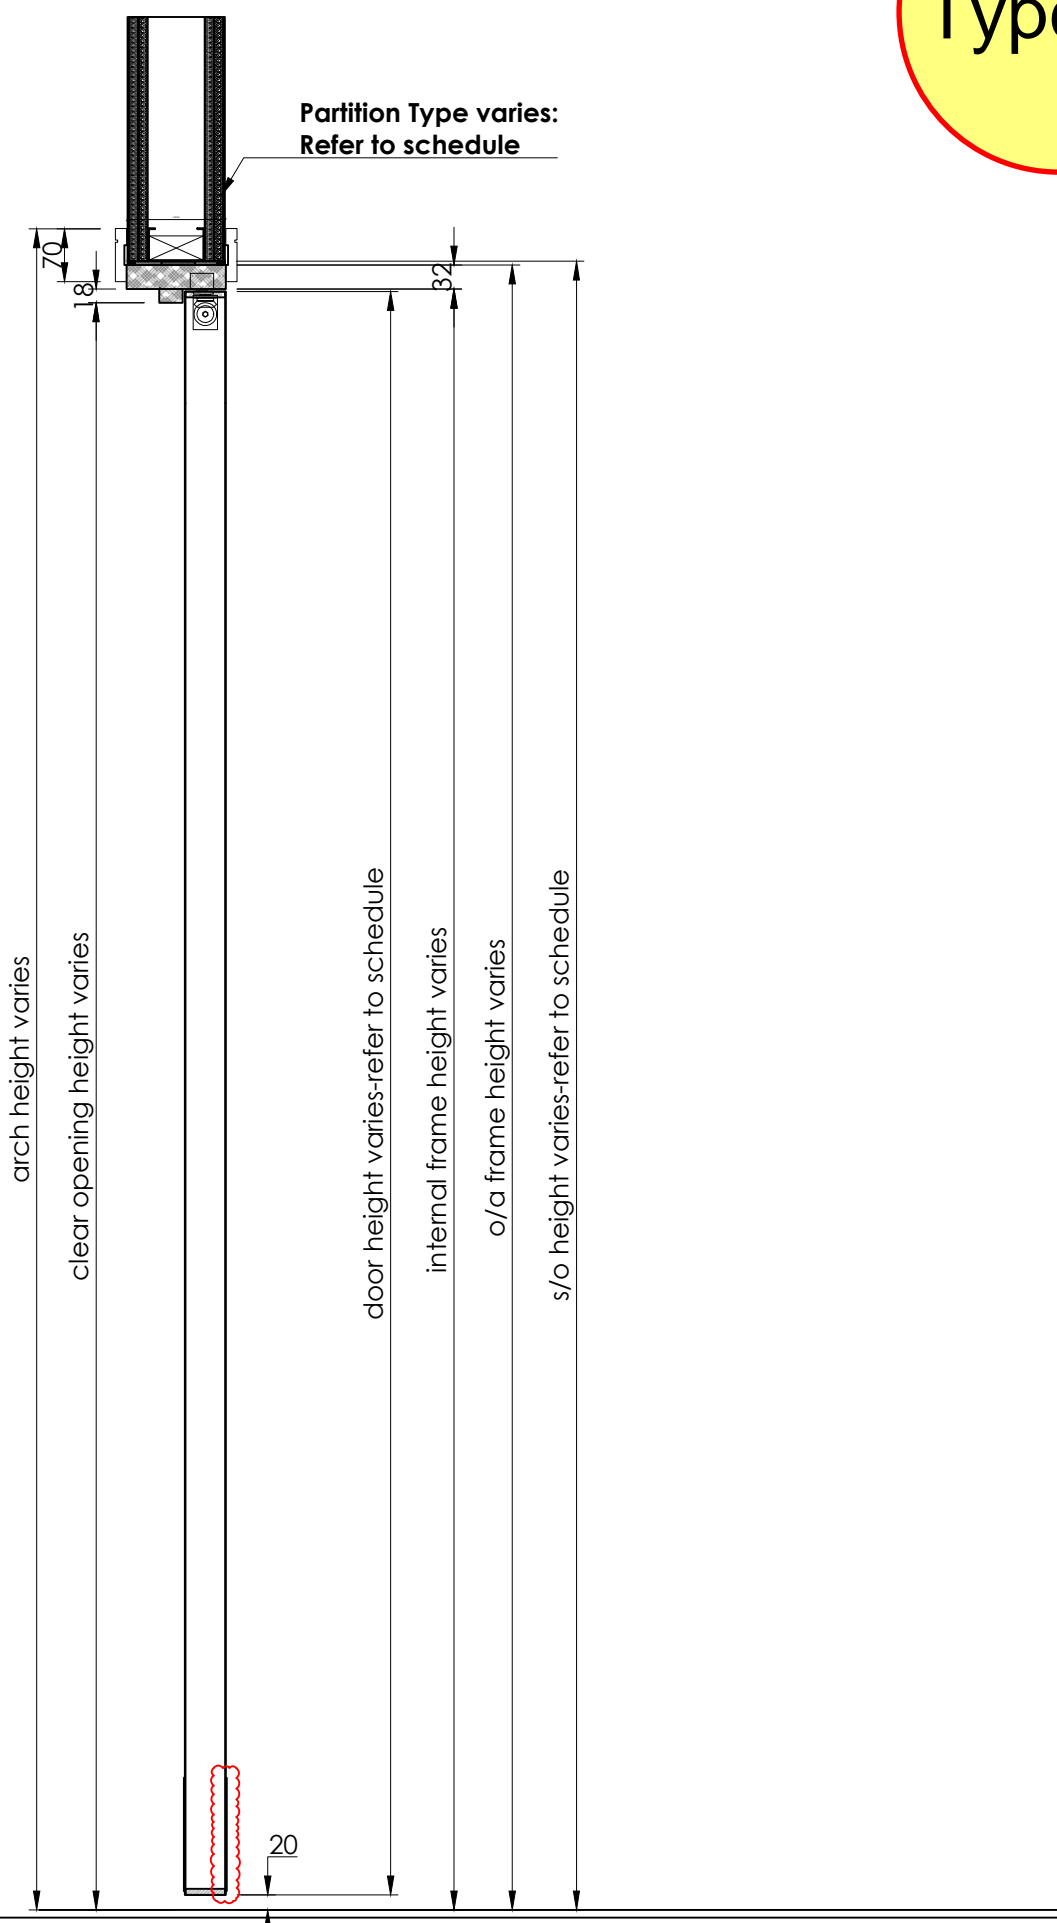 Type
Partition Type varies:
Refer to schedule
70
18
32
arch height varies
clear opening height varies
door height varies-refer to schedule
internal frame height varies
o/a frame height varies
s/o height varies-refer to schedule
20